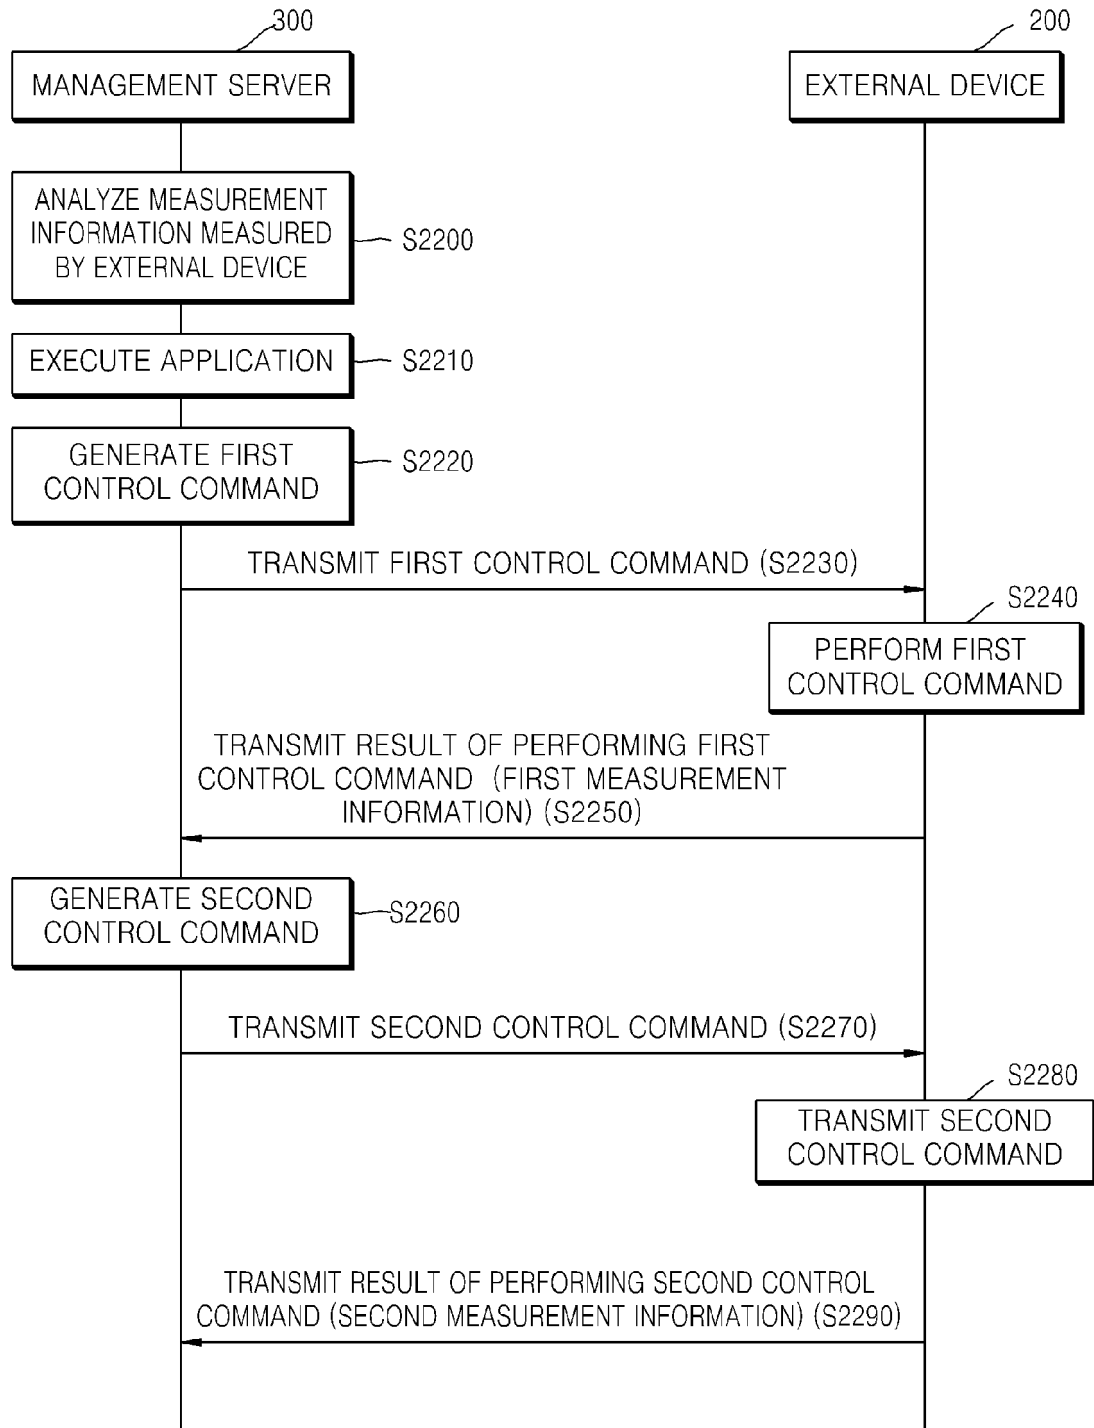 300
200
MANAGEMENT SERVER
EXTERNAL DEVICE
ANALYZE MEASUREMENT
INFORMATION MEASURED
BY EXTERNAL DEVICE
S2200
EXECUTE APPLICATION
S2210
GENERATE FIRST
CONTROL COMMAND
S2220
TRANSMIT FIRST CONTROL COMMAND (S2230)
S2240
PERFORM FIRST
CONTROL COMMAND
TRANSMIT RESULT OF PERFORMING FIRST
CONTROL COMMAND (FIRST MEASUREMENT
INFORMATION) (S2250)
GENERATE SECOND
CONTROL COMMAND
S2260
TRANSMIT SECOND CONTROL COMMAND (S2270)
S2280
TRANSMIT SECOND
CONTROL COMMAND
TRANSMIT RESULT OF PERFORMING SECOND CONTROL
COMMAND (SECOND MEASUREMENT INFORMATION) (S2290)